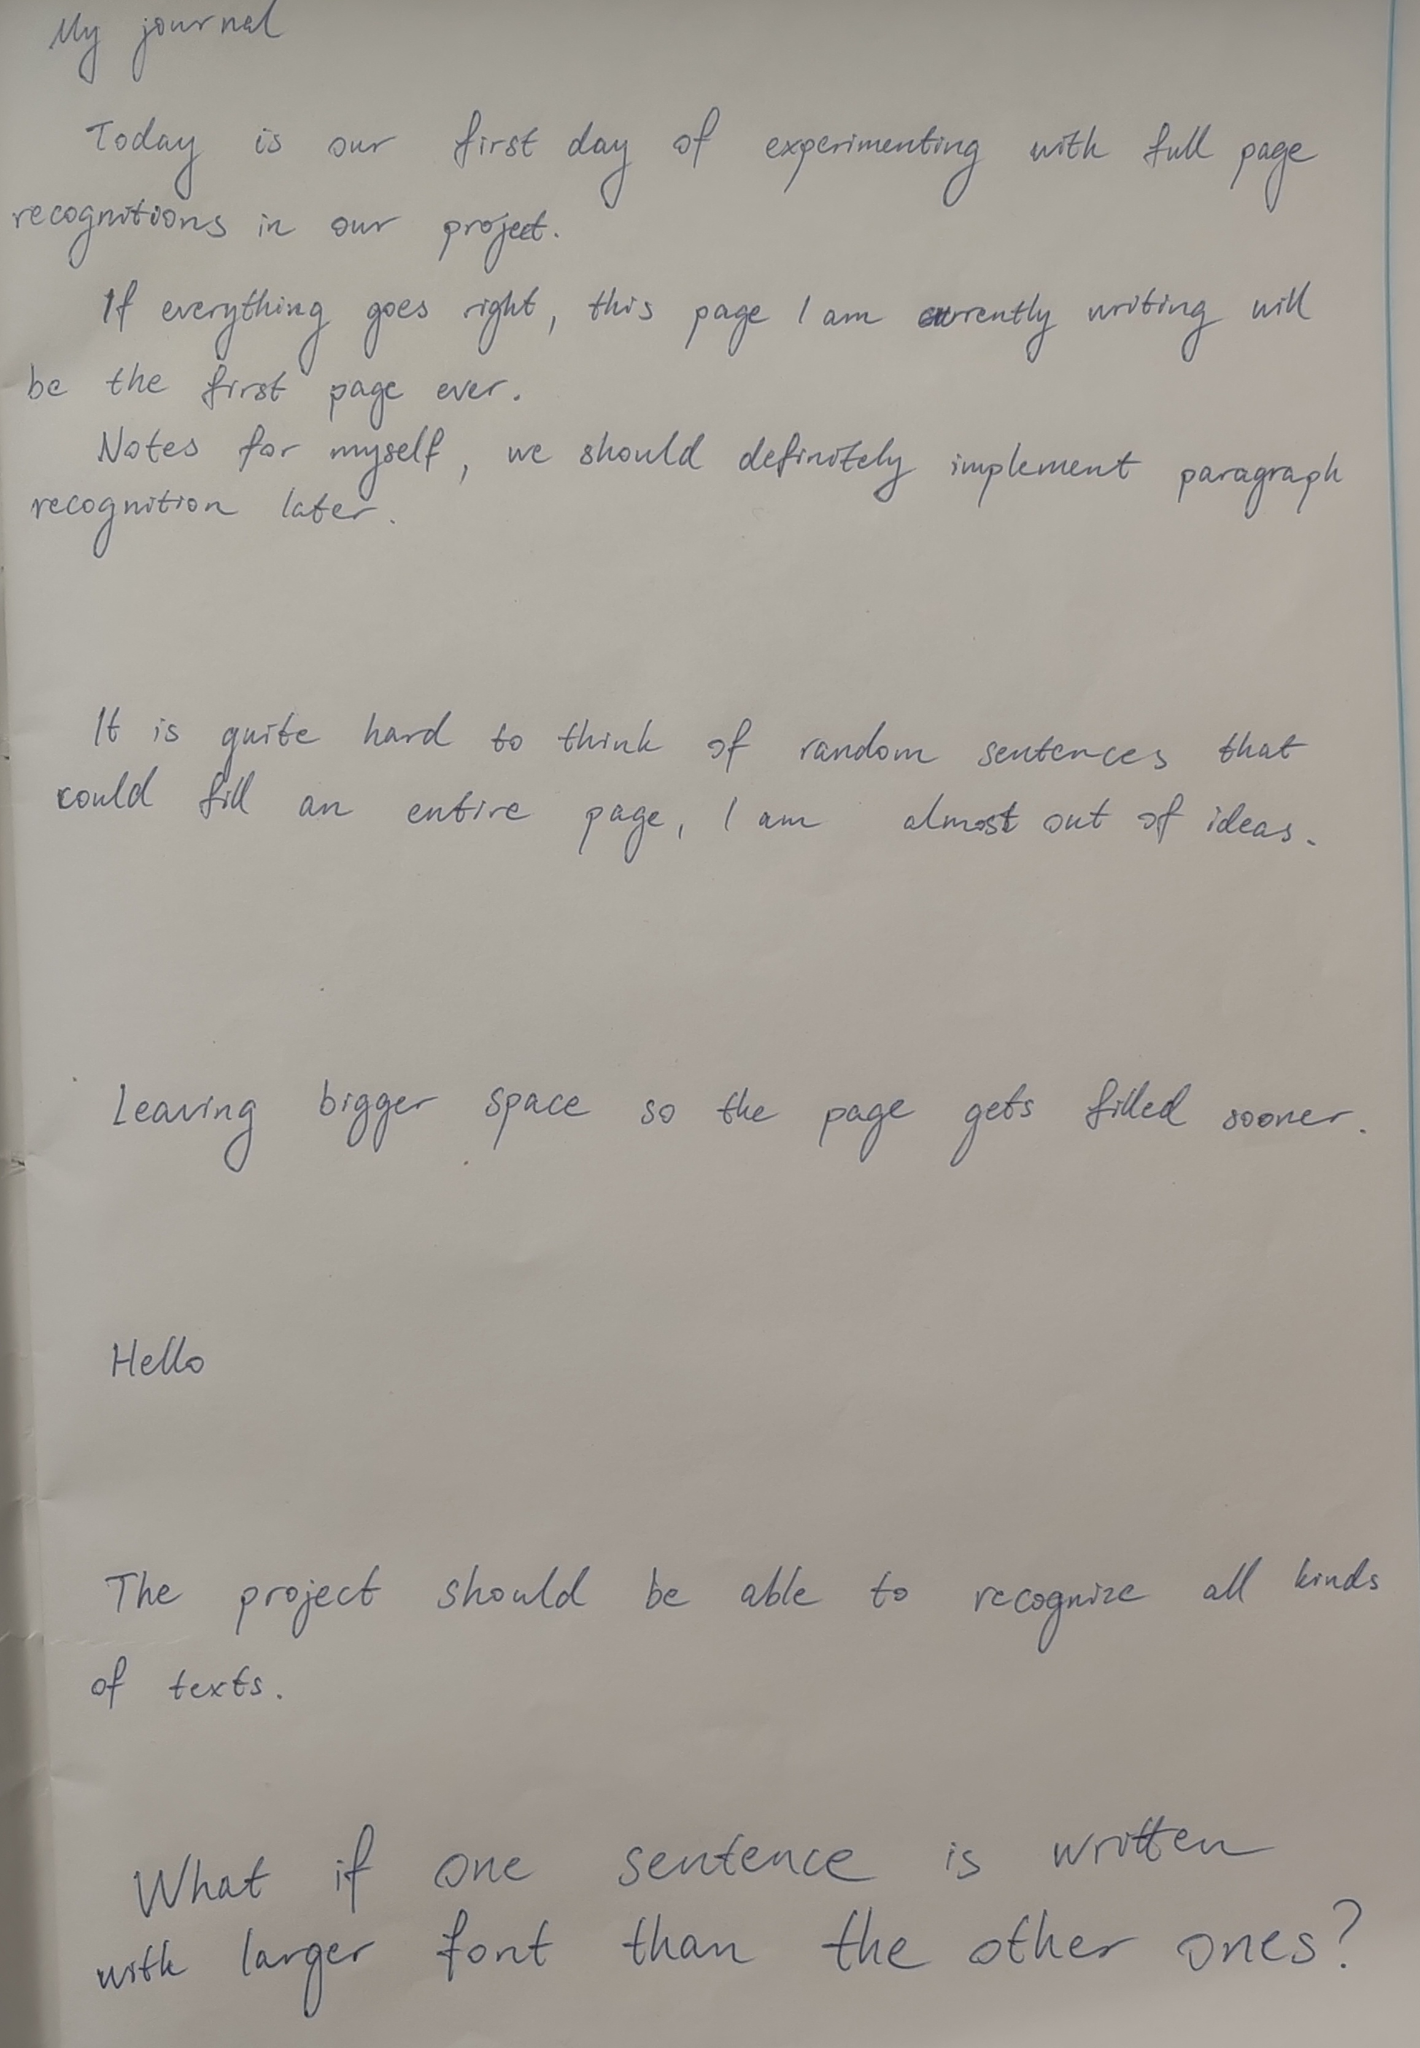 My journal
Today is our first day of experimenting with full page
recognitions in our project.
If everything goes right, this page I am currently writing will
be the first page ever.
Notes for myself, we should definitely implement paragraph
recognition later.
It is quite hard to think of random sentences that
could fill an entire page, I am almost out of ideas.
Leaving bigger space so the page gets filled sooner.
Hello
The project should be able to recognize all kinds
of texts.
What if one sentence is written
with larger font than the other ones?